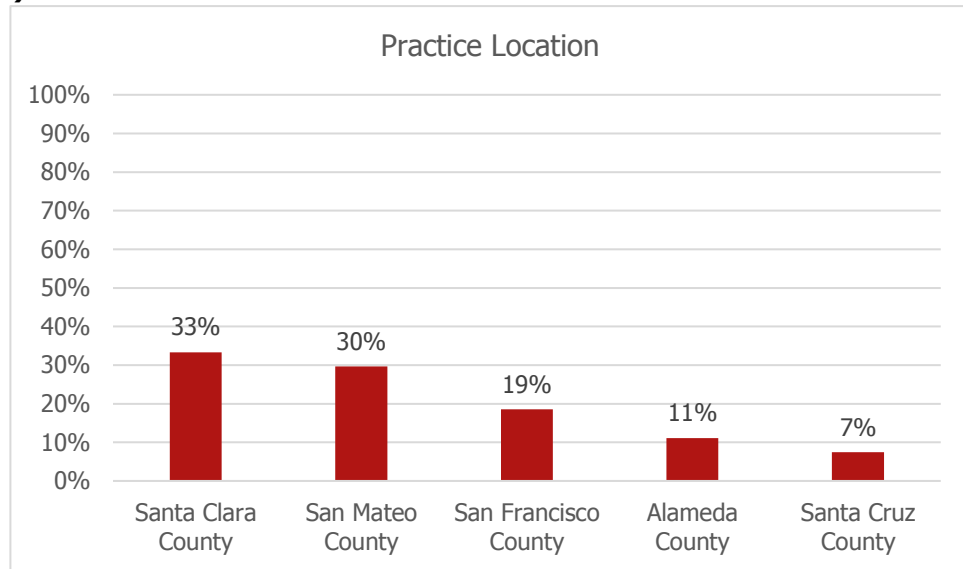 Practice Location
100%
90%
80%
70%
60%
50%
40%
30%
20%
10%
0%
33%
30%
19%
11%
7%
Santa Clara
County
San Mateo
County
San Francisco
County
Alameda
County
Santa Cruz
County